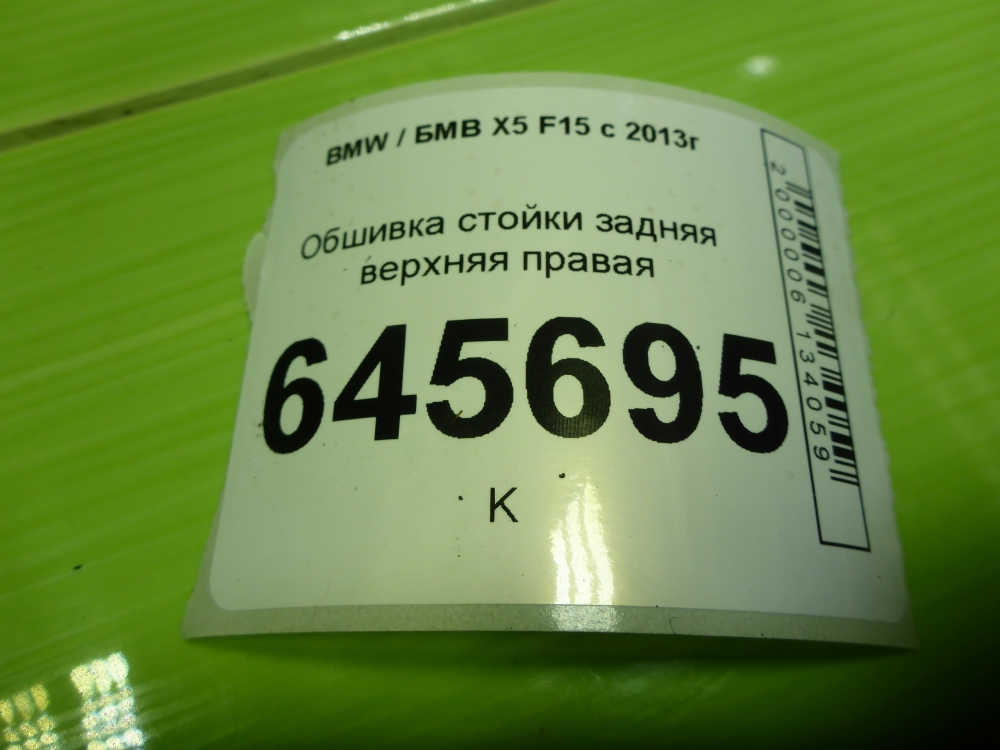 BMW / БМВ X5 F15 с 2013г
Обшивка стойки задняя
верхняя правая
645695
К
2000006134059